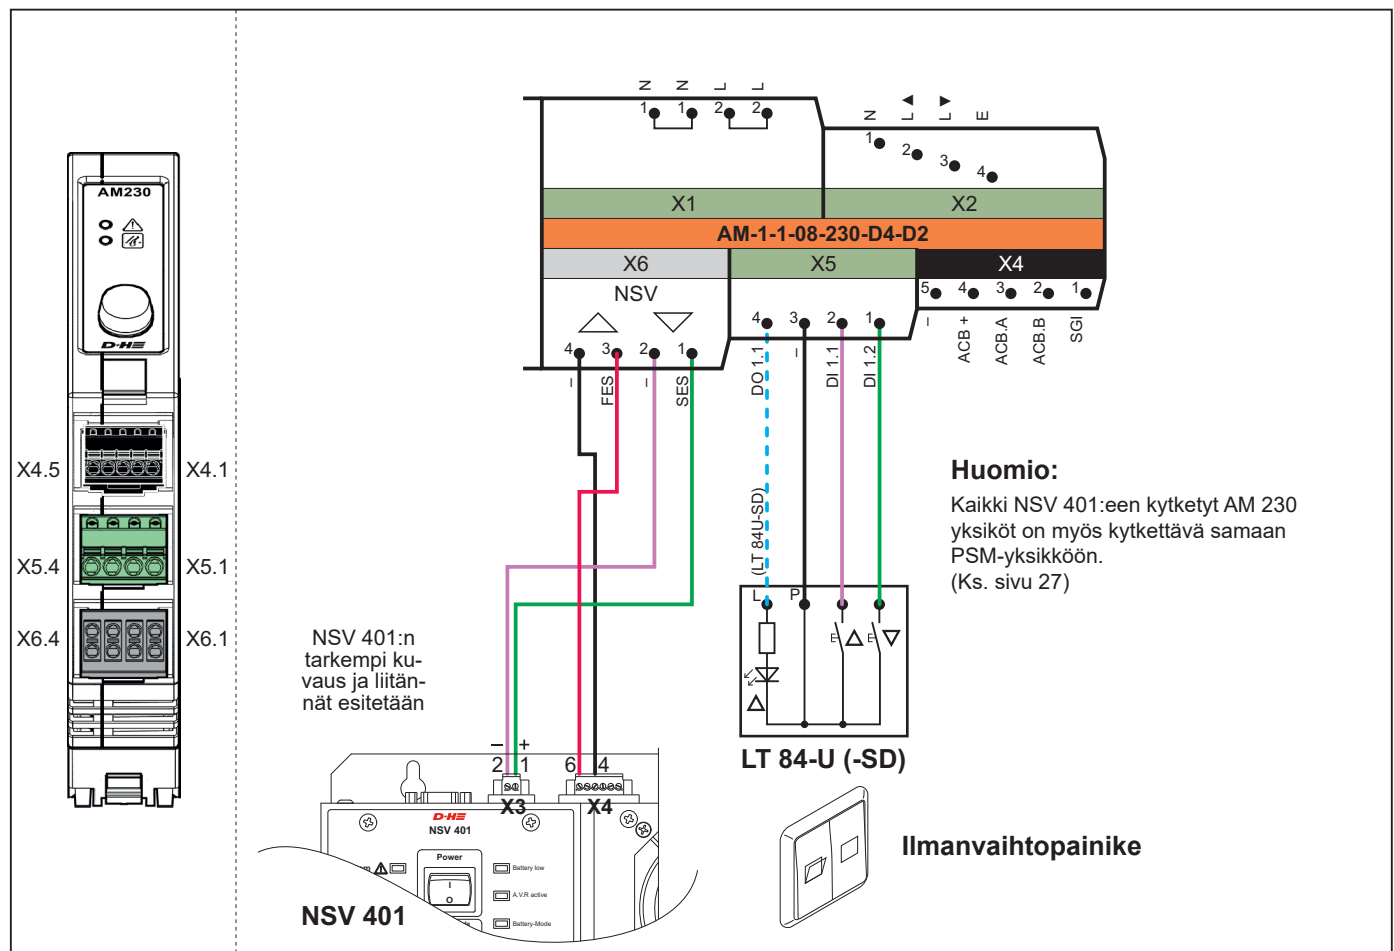 AM230
D+H
X4.5
X4.1
X5.4
X5.1
X6.4
X6.1
N N L L
1 1 2 2
N L▲ L▼ E
1 2 3 4
X1
X2
AM-1-1-08-230-D4-D2
X6
X5
X4
NSV
4 3 2 1
– FES – SES
4 3 2 1
DO 1.1 – DI 1.1 DI 1.2
5 4 3 2 1
– ACB + ACB.A ACB.B SGI
(LT 84U-SD)
L P
E E
LT 84-U (-SD)
Huomio:
Kaikki NSV 401:een kytketyt AM 230
yksiköt on myös kytkettävä samaan
PSM-yksikköön.
(Ks. sivu 27)
NSV 401:n
tarkempi ku-
vaus ja liitän-
nät esitetään
– +
2 1 6 4
X3 X4
D+H
NSV 401
Power
I
O
Battery low
A.V.R active
Battery-Mode
NSV 401
Ilmanvaihtopainike